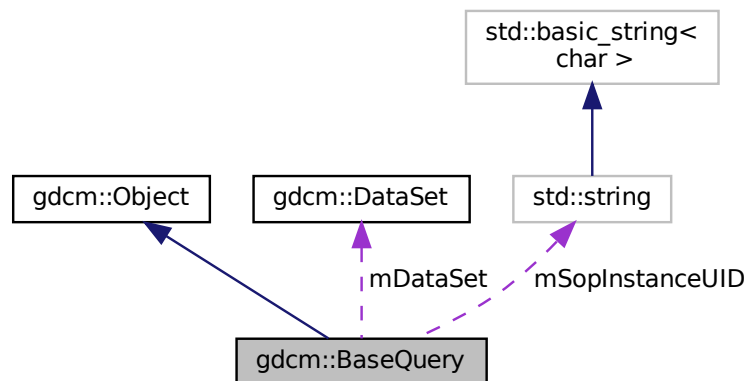 std::basic_string<
char >
gdcm::Object
gdcm::DataSet
std::string
mDataSet
mSopInstanceUID
gdcm::BaseQuery